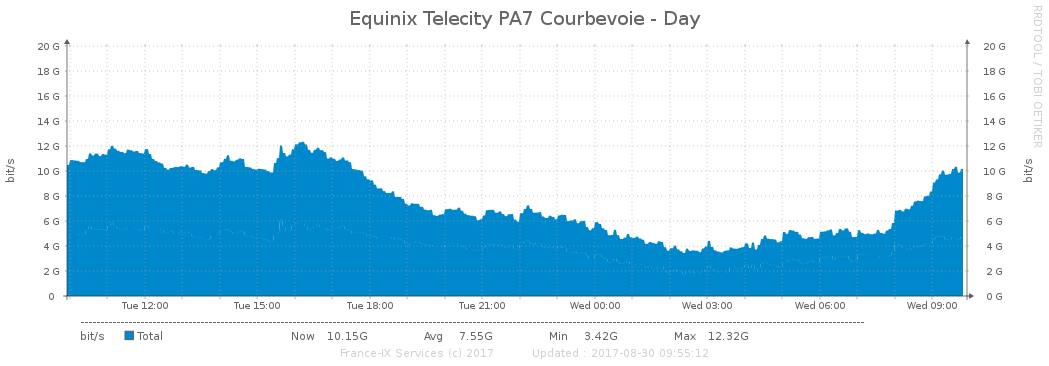 Equinix Telecity PA7 Courbevoie - Day
RRDTOOL / TOBI OETIKER
bit/s
bit/s
20 G 20 G
18 G 18 G
16 G 16 G
14 G 14 G
12 G 12 G
10 G 10 G
8 G 8 G
6 G 6 G
4 G 4 G
2 G 2 G
0 0 G
Tue 12:00 Tue 15:00 Tue 18:00 Tue 21:00 Wed 00:00 Wed 03:00 Wed 06:00 Wed 09:00
bit/s Total Now 10.15G Avg 7.55G Min 3.42G Max 12.32G
France-IX Services (c) 2017 Updated : 2017-08-30 09:55:12